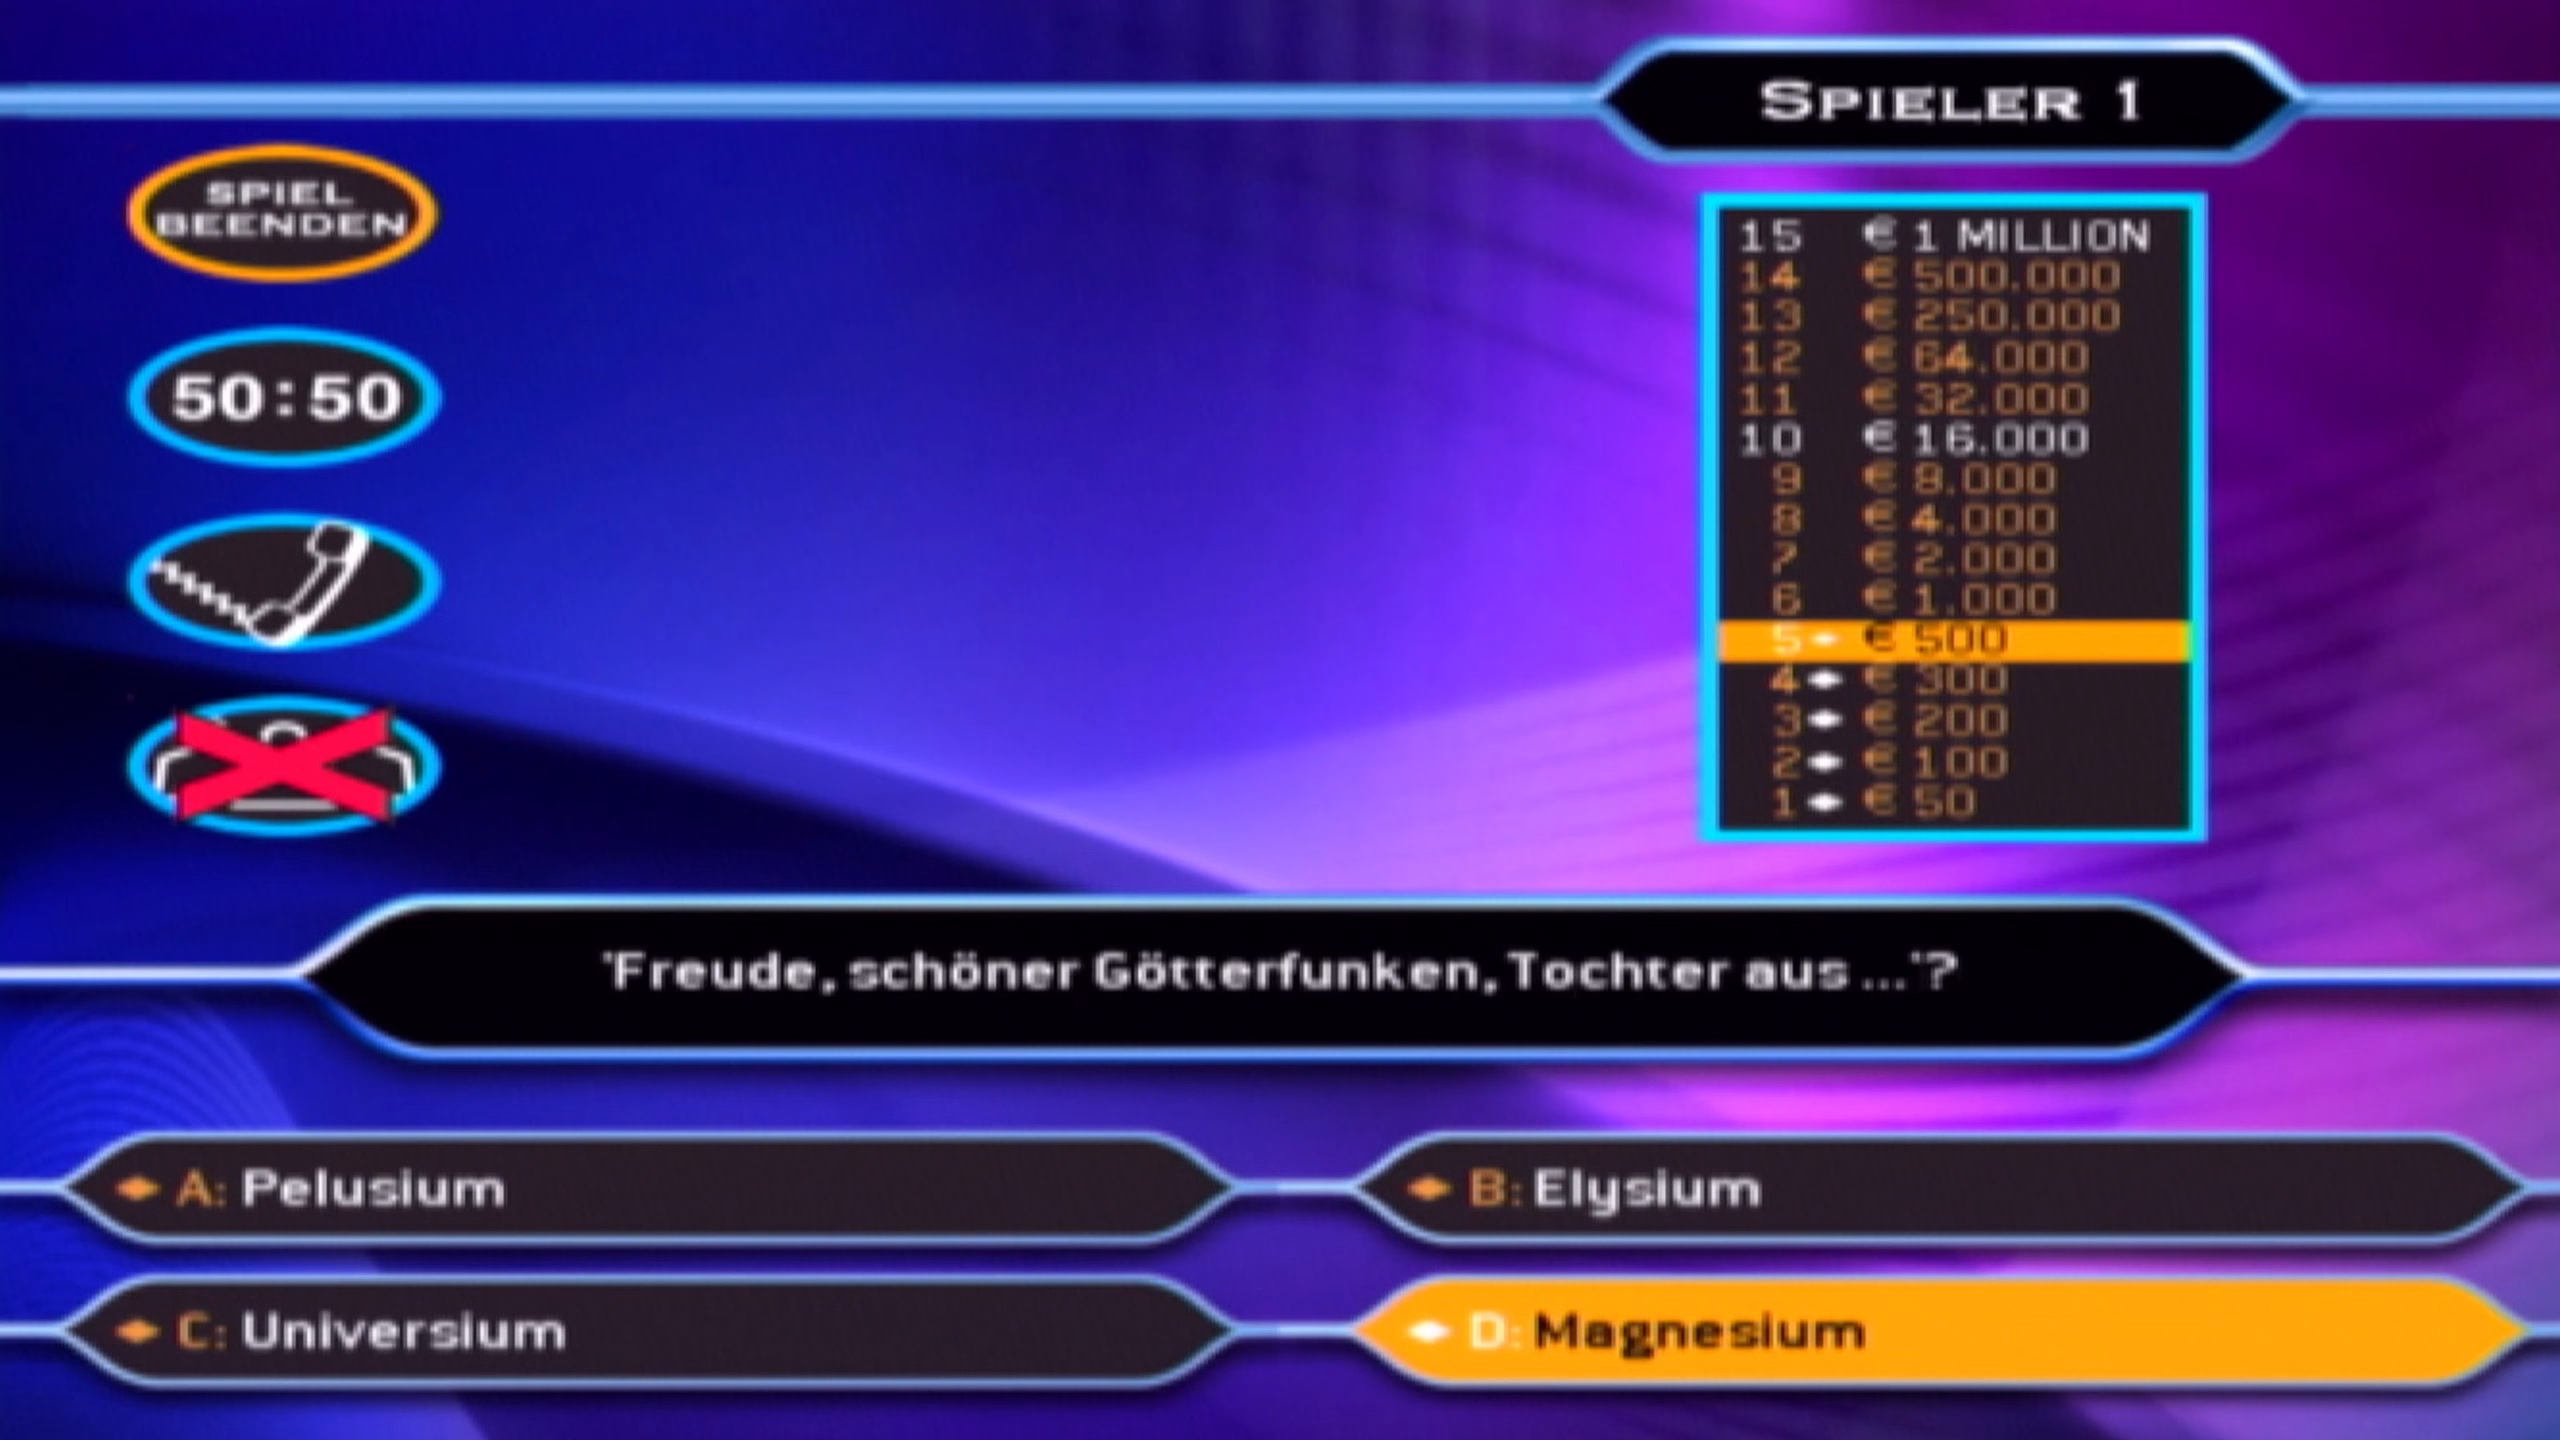 SPIELER 1
SPIEL
BEENDEN
50:50
15 € 1 MILLION
14 € 500.000
13 € 250.000
12 € 64.000
11 € 32.000
10 € 16.000
9 € 8.000
8 € 4.000
7 € 2.000
6 € 1.000
5 € 500
4 € 300
3 € 200
2 € 100
1 € 50
'Freude, schöner Götterfunken, Tochter aus ...'?
A: Pelusium
B: Elysium
C: Universium
D: Magnesium